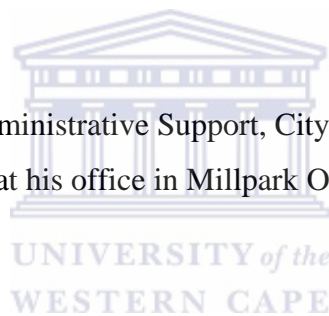 ministrative Support, City
at his office in Millpark O
UNIVERSITY of the
WESTERN CAPE